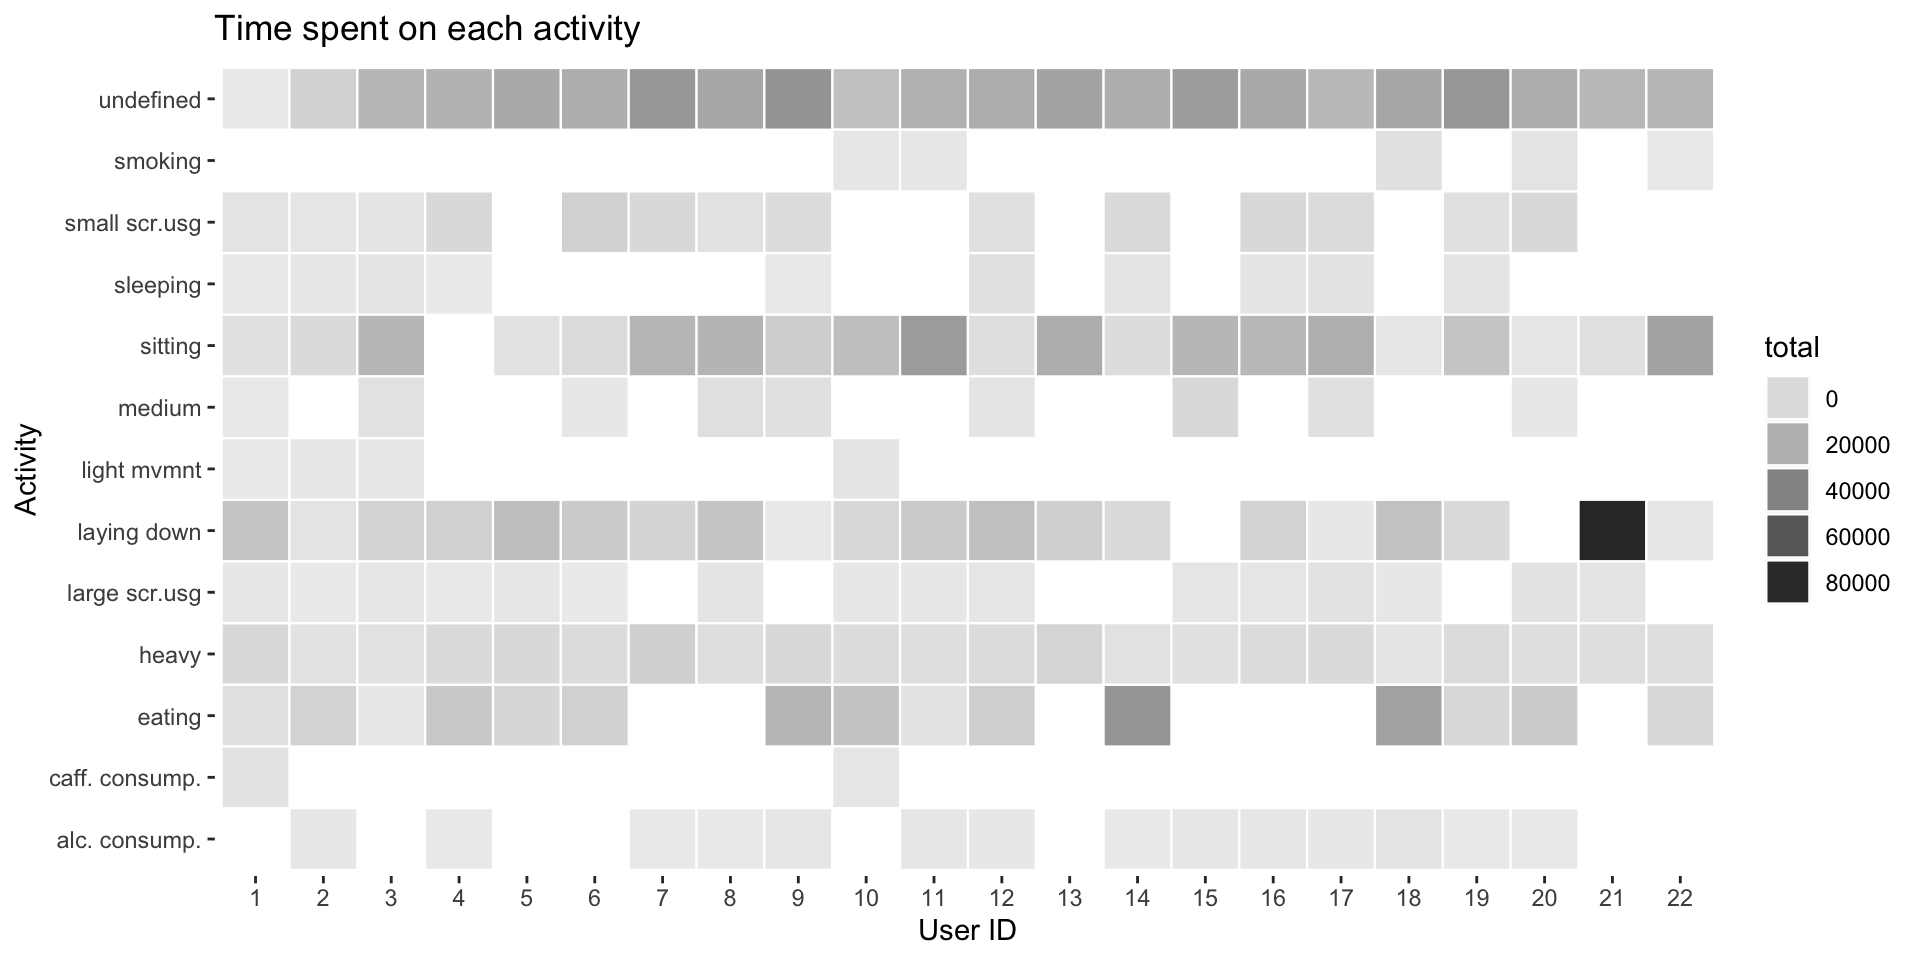 Time spent on each activity
undefined
smoking
small scr.usg
sleeping
sitting
medium
light mvmnt
laying down
large scr.usg
heavy
eating
caff. consump.
alc. consump.
Activity
1 2 3 4 5 6 7 8 9 10 11 12 13 14 15 16 17 18 19 20 21 22
User ID
total
0
20000
40000
60000
80000